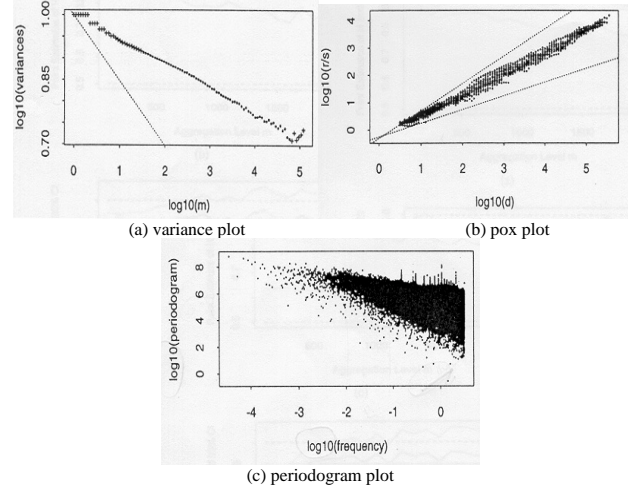 1.00
0.85
0.70
log10(variances)
0 1 2 3 4 5
log10(m)
(a) variance plot
4
3
2
1
0
log10(r/s)
0 1 2 3 4 5
log10(d)
(b) pox plot
8
6
4
2
0
log10(periodogram)
-4 -3 -2 -1 0
log10(frequency)
(c) periodogram plot